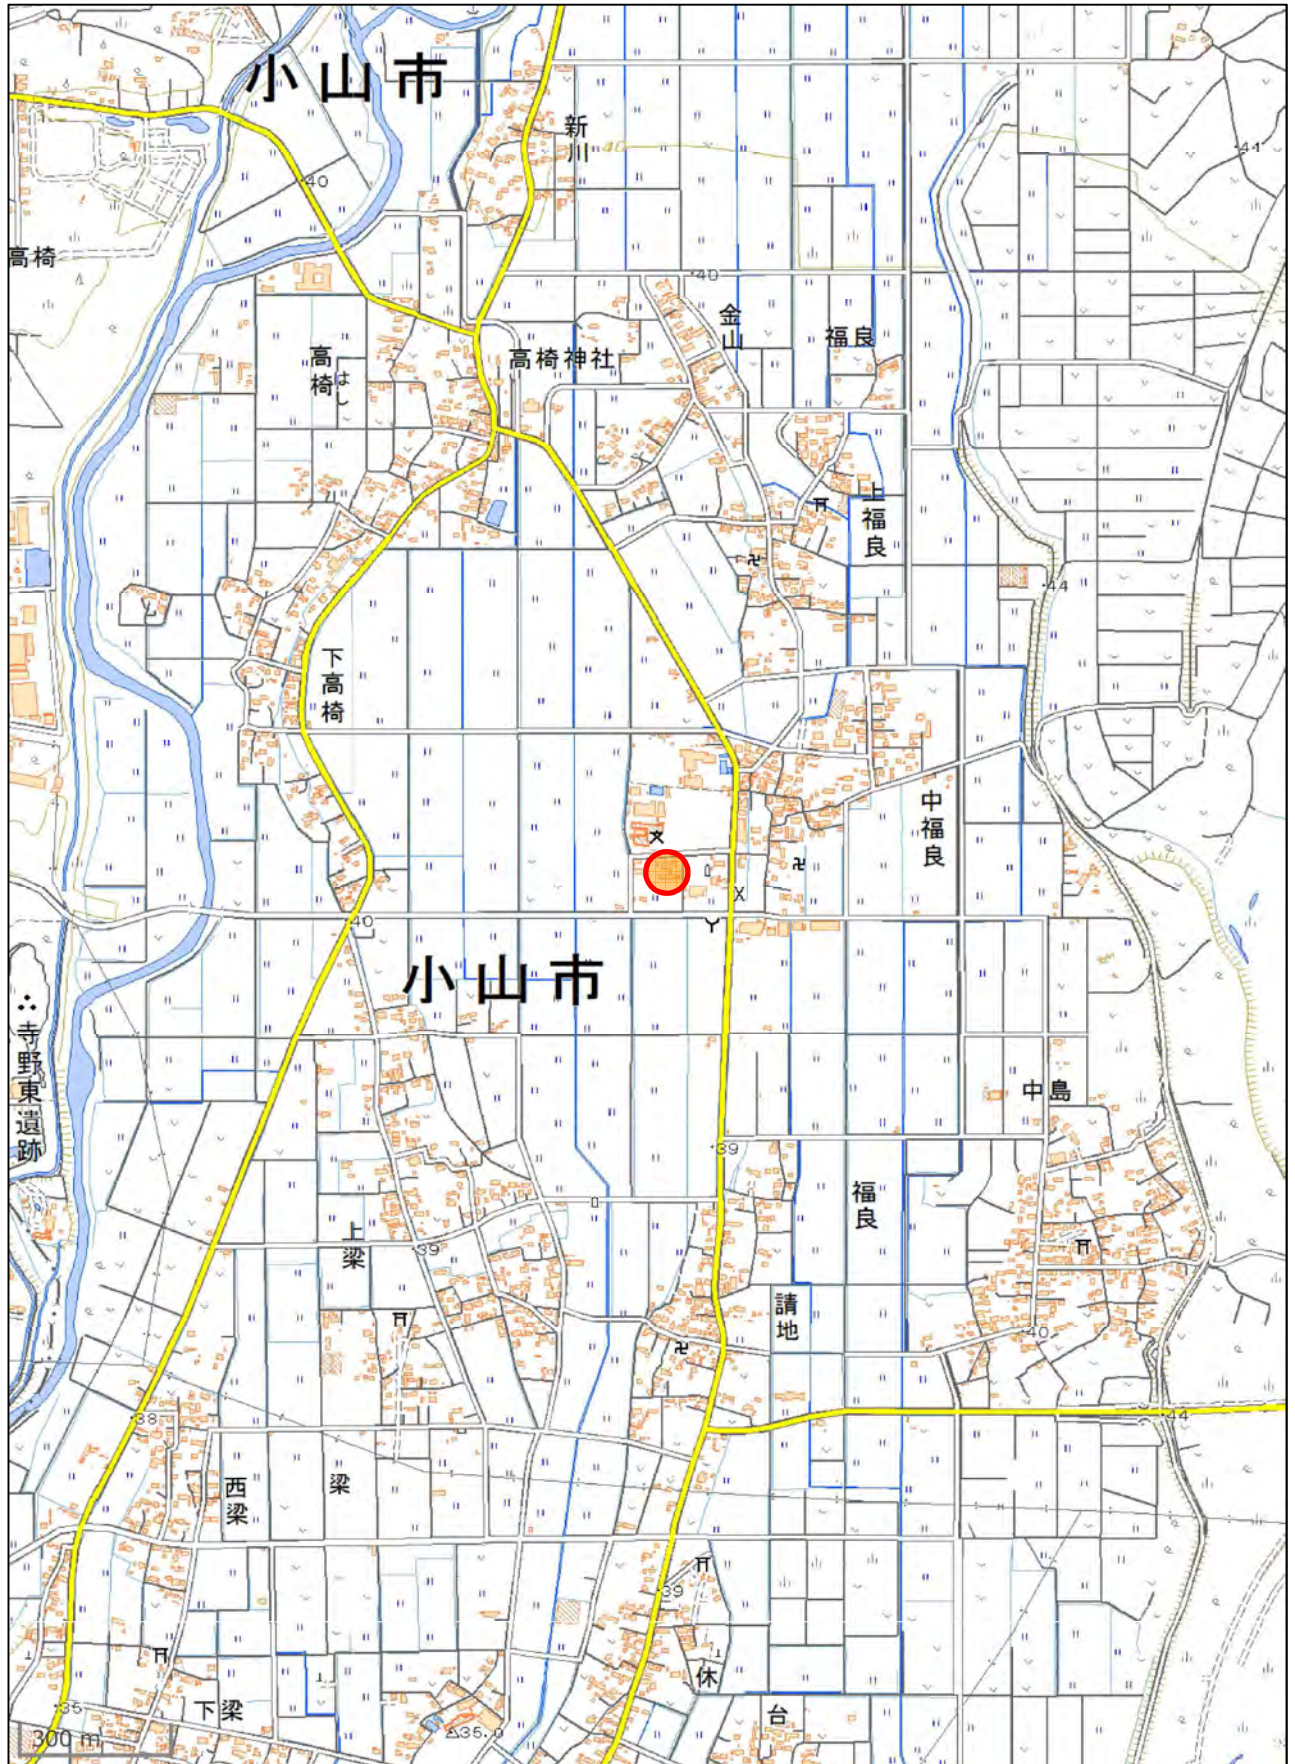 小山市
新川
40
44
40
高椅
40
金山
福良
高椅神社
高椅
はし
上福良
44
下高椅
中福良
40
小山市
寺野東遺跡
中島
39
福良
上梁
39
請地
40
38
44
西梁
梁
39
休
35
下梁
台
35.0
300 m